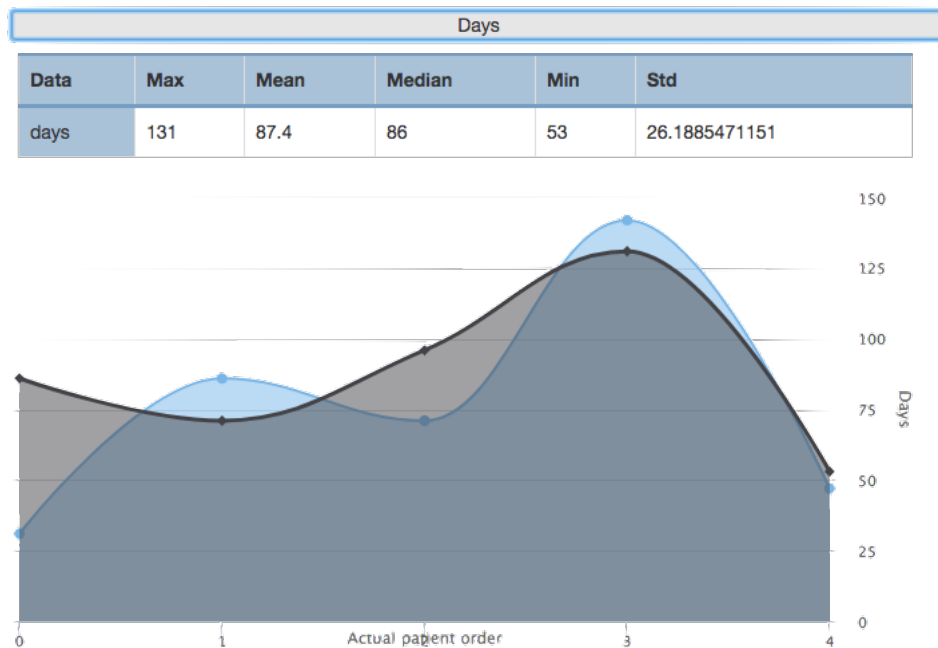 Days
Data Max Mean Median Min Std
days 131 87.4 86 53 26.1885471151
150
125
100
75
Days
50
25
0
0 1 2 3 4
Actual patient order